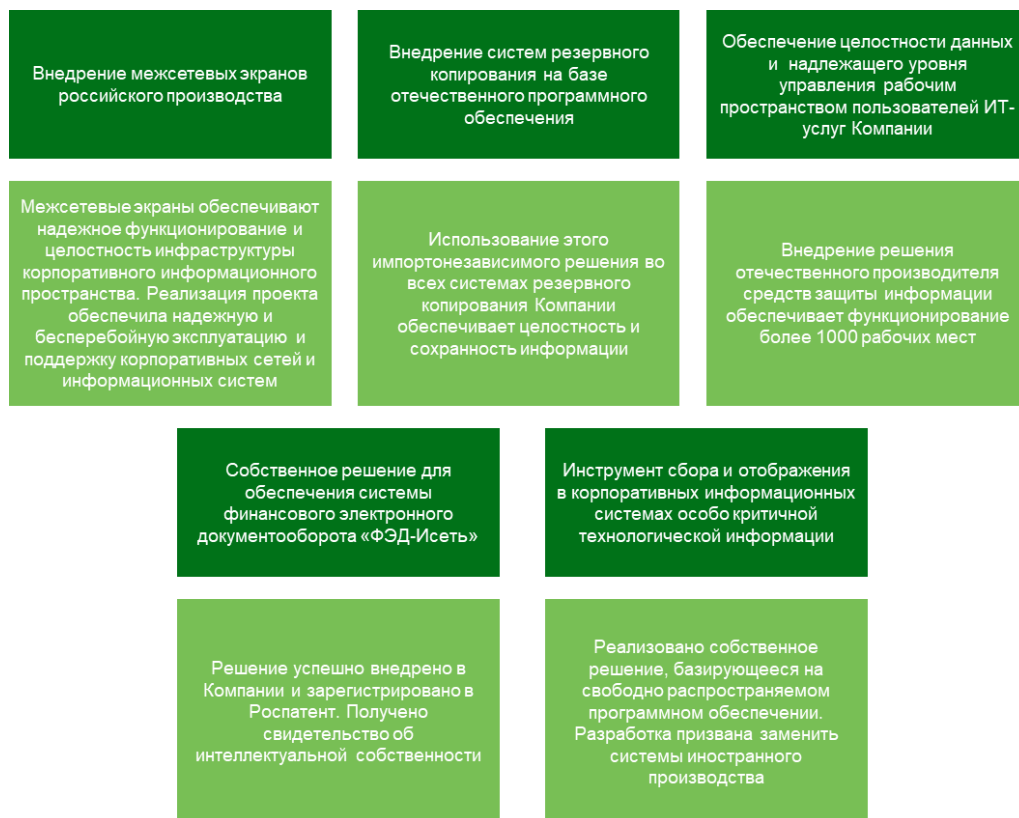 Внедрение межсетевых экранов
российского производства
Внедрение систем резервного
копирования на базе
отечественного программного
обеспечения
Обеспечение целостности данных
и надлежащего уровня
управления рабочим
пространством пользователей ИТ-
услуг Компании
Межсетевые экраны обеспечивают
надежное функционирование и
целостность инфраструктуры
корпоративного информационного
пространства. Реализация проекта
обеспечила надежную и
бесперебойную эксплуатацию и
поддержку корпоративных сетей и
информационных систем
Использование этого
импортонезависимого решения во
всех системах резервного
копирования Компании
обеспечивает целостность и
сохранность информации
Внедрение решения
отечественного производителя
средств защиты информации
обеспечивает функционирование
более 1000 рабочих мест
Собственное решение для
обеспечения системы
финансового электронного
документооборота «ФЭД-Исеть»
Инструмент сбора и отображения
в корпоративных информационных
системах особо критичной
технологической информации
Решение успешно внедрено в
Компании и зарегистрировано в
Роспатент. Получено
свидетельство об
интеллектуальной собственности
Реализовано собственное
решение, базирующееся на
свободно распространяемом
программном обеспечении.
Разработка призвана заменить
системы иностранного
производства